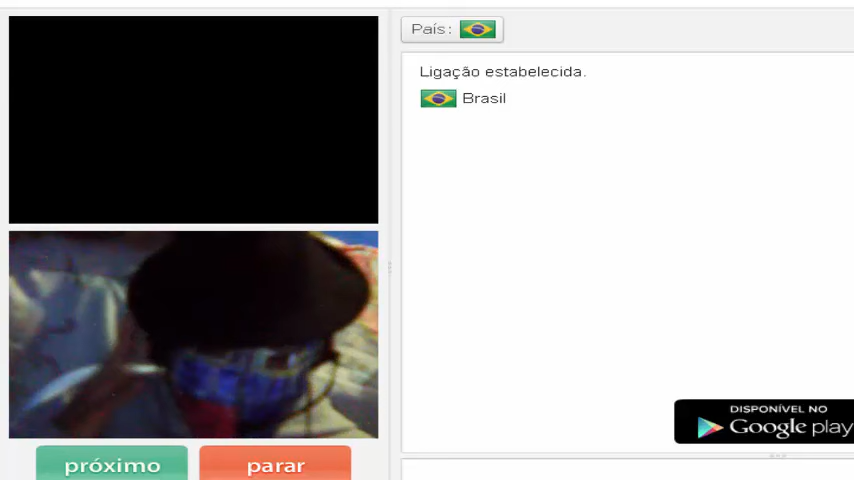 País:
Ligação estabelecida.
Brasil
DISPONÍVEL NO
Google play
próximo
parar